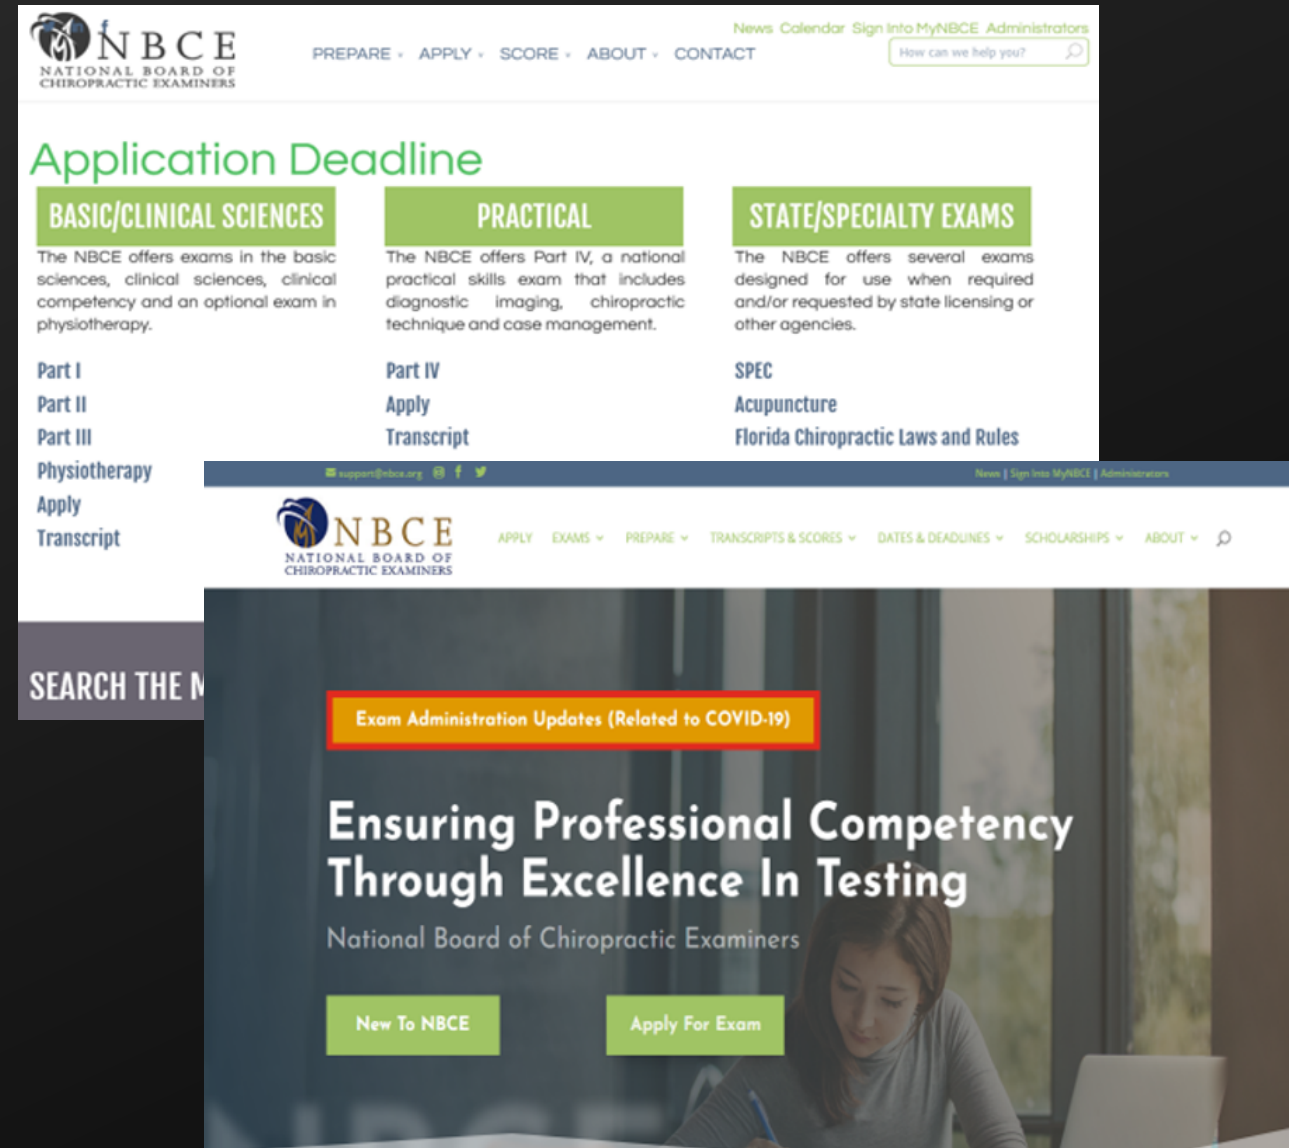 News Calendar Sign Into MyNBCE Administrators
NBCE
NATIONAL BOARD OF
CHIROPRACTIC EXAMINERS
PREPARE APPLY SCORE ABOUT CONTACT
How can we help you?
Application Deadline
BASIC/CLINICAL SCIENCES
The NBCE offers exams in the basic
sciences, clinical sciences, clinical
competency and an optional exam in
physiotherapy.
Part I
Part II
Part III
Physiotherapy
Apply
Transcript
PRACTICAL
The NBCE offers Part IV, a national
practical skills exam that includes
diagnostic imaging, chiropractic
technique and case management.
Part IV
Apply
Transcript
STATE/SPECIALTY EXAMS
The NBCE offers several exams
designed for use when required
and/or requested by state licensing or
other agencies.
SPEC
Acupuncture
Florida Chiropractic Laws and Rules
SEARCH THE M
support@nbce.org
News | Sign Into MyNBCE | Administrators
NBCE
NATIONAL BOARD OF
CHIROPRACTIC EXAMINERS
APPLY EXAMS PREPARE TRANSCRIPTS & SCORES DATES & DEADLINES SCHOLARSHIPS ABOUT
Exam Administration Updates (Related to COVID-19)
Ensuring Professional Competency
Through Excellence In Testing
National Board of Chiropractic Examiners
New To NBCE
Apply For Exam